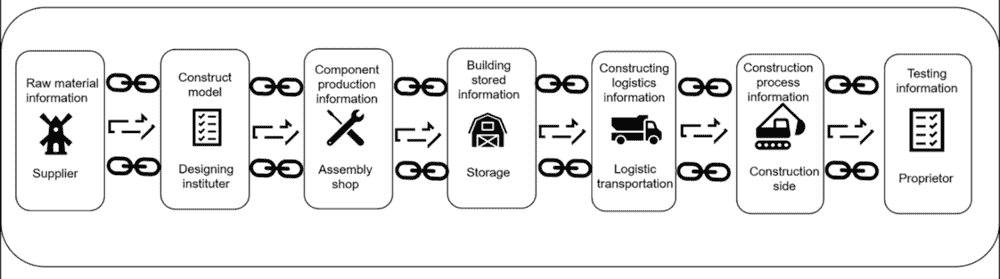 Raw material
information
Supplier
Construct
model
Designing
instituter
Component
production
information
Assembly
shop
Building
stored
information
Storage
Constructing
logistics
information
Logistic
transportation
Construction
process
information
Construction
side
Testing
information
Proprietor